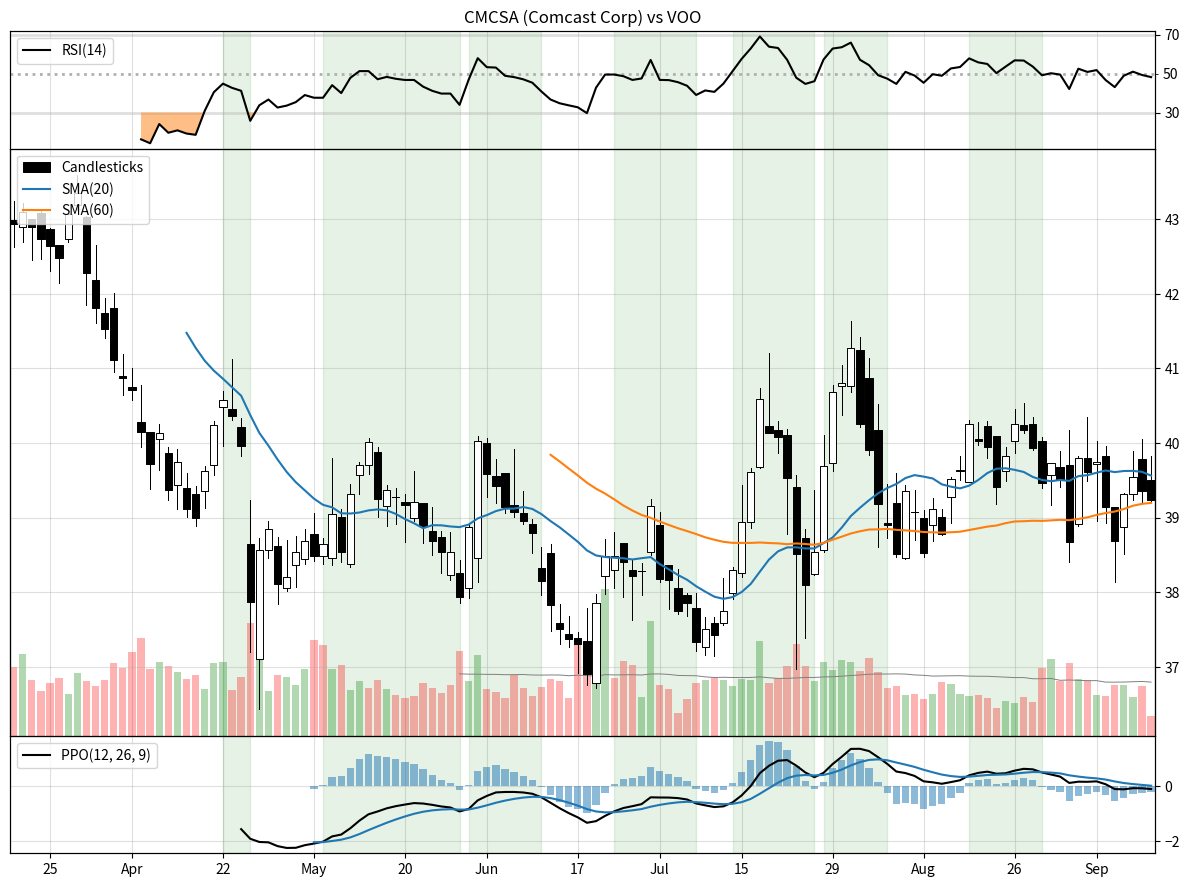 CMCSA (Comcast Corp) vs VOO
RSI(14)
70
50
30
Candlesticks
SMA(20)
SMA(60)
43
42
41
40
39
38
37
PPO(12, 26, 9)
0
−2
25 Apr 22 May 20 Jun 17 Jul 15 29 Aug 26 Sep